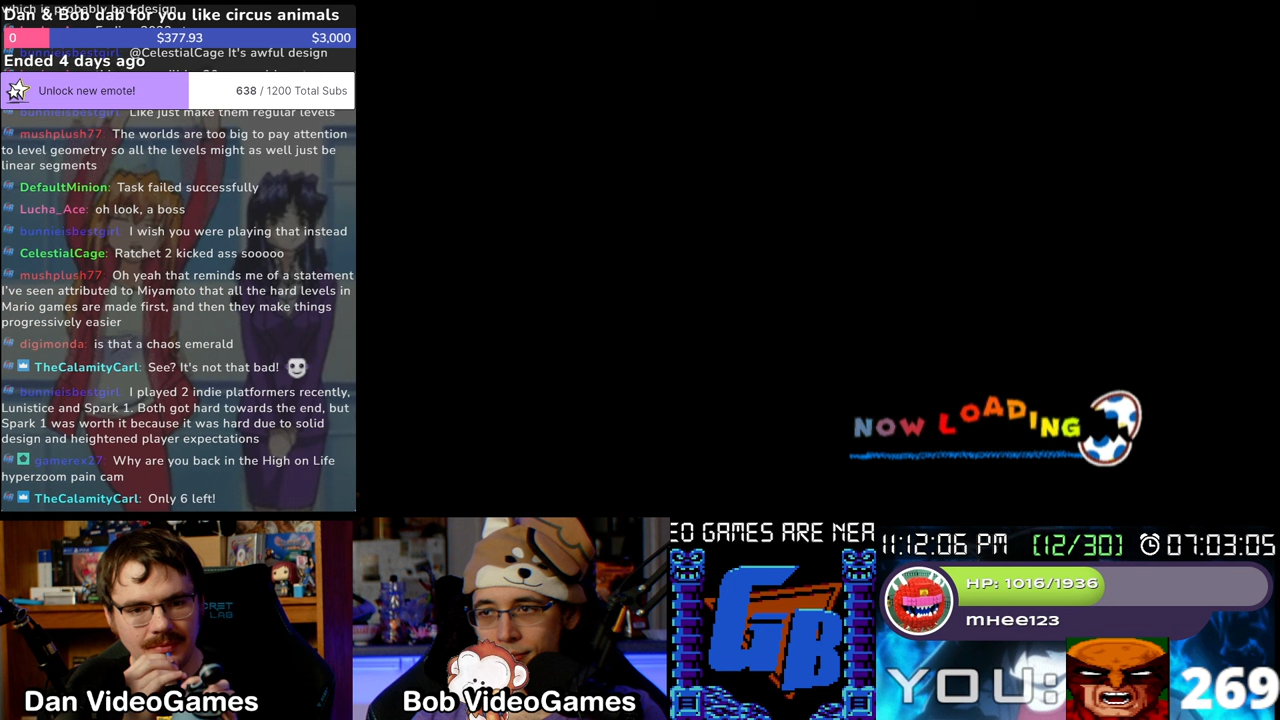 which is probably bad design
Dan & Bob dab for you like circus animals
0 $377.93 $3,000
bunnieisbestgirl: @CelestialCage It's awful design
Ended 4 days ago
Unlock new emote! 638 / 1200 Total Subs
bunnieisbestgirl: Like just make them regular levels
mushplush77: The worlds are too big to pay attention
to level geometry so all the levels might as well just be
linear segments
DefaultMinion: Task failed successfully
Lucha_Ace: oh look, a boss
bunnieisbestgirl: I wish you were playing that instead
CelestialCage: Ratchet 2 kicked ass sooooo
mushplush77: Oh yeah that reminds me of a statement
I've seen attributed to Miyamoto that all the hard levels in
Mario games are made first, and then they make things
progressively easier
digimonda: is that a chaos emerald
TheCalamityCarl: See? It's not that bad!
bunnieisbestgirl: I played 2 indie platformers recently,
Lunistice and Spark 1. Both got hard towards the end, but
Spark 1 was worth it because it was hard due to solid
design and heightened player expectations
gamerex27: Why are you back in the High on Life
hyperzoom pain cam
TheCalamityCarl: Only 6 left!
NOW LOADING
CRET
LAB
Dan VideoGames
Bob VideoGames
EO GAMES ARE NEA
GB
11:12:06 PM [12/30] 07:03:05
HP: 1016/1936
mHee123
YOU: 269